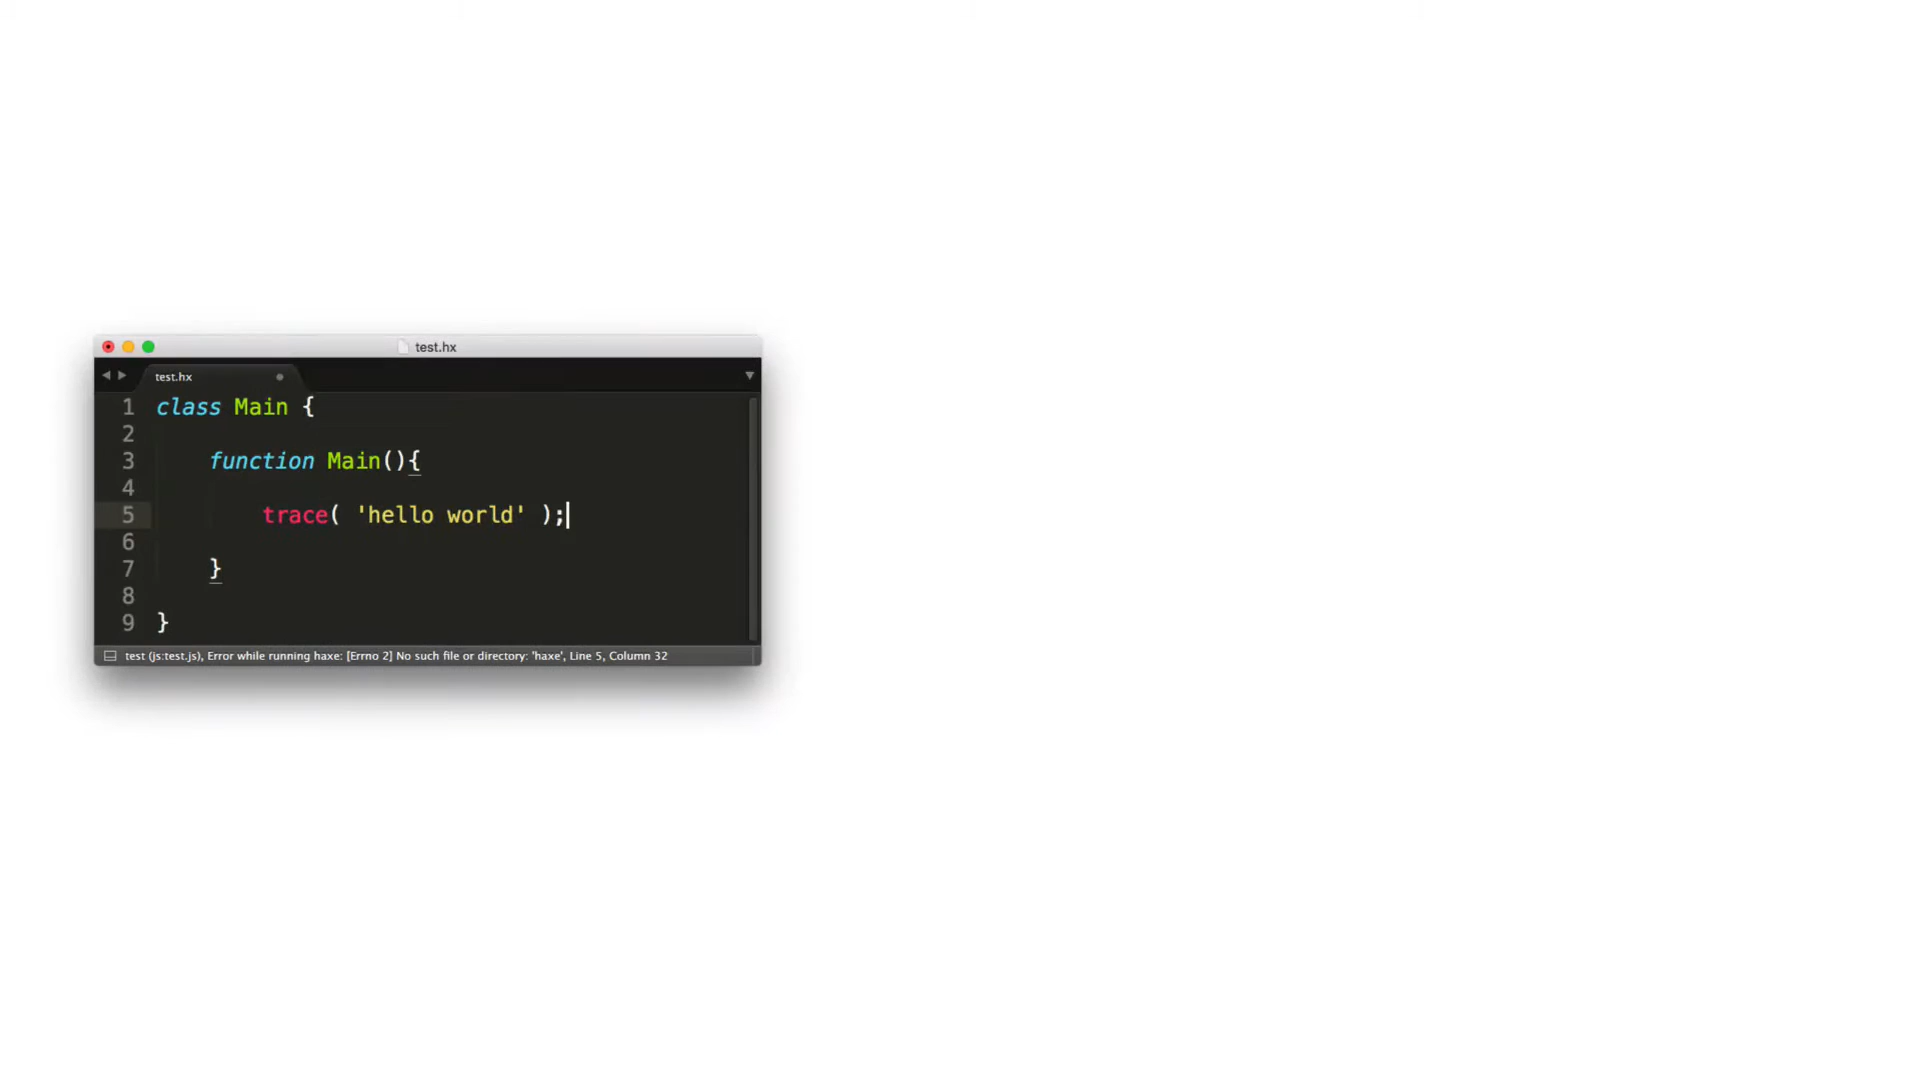 test.hx
test.hx
1 class Main {
2
3 function Main(){
4
5 trace( 'hello world' );
6
7 }
8
9 }
test (js:test.js), Error while running haxe: [Errno 2] No such file or directory: 'haxe', Line 5, Column 32